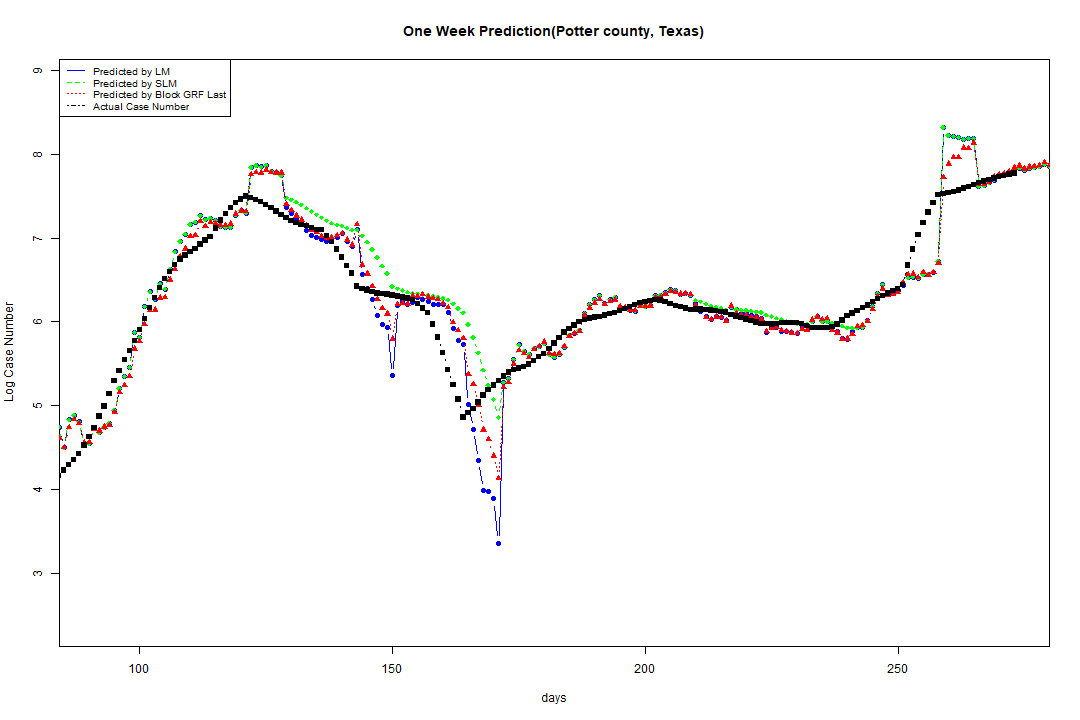 One Week Prediction(Potter county, Texas)
Predicted by LM
Predicted by SLM
Predicted by Block GRF Last
Actual Case Number
9
8
7
6
5
4
3
Log Case Number
100 150 200 250
days